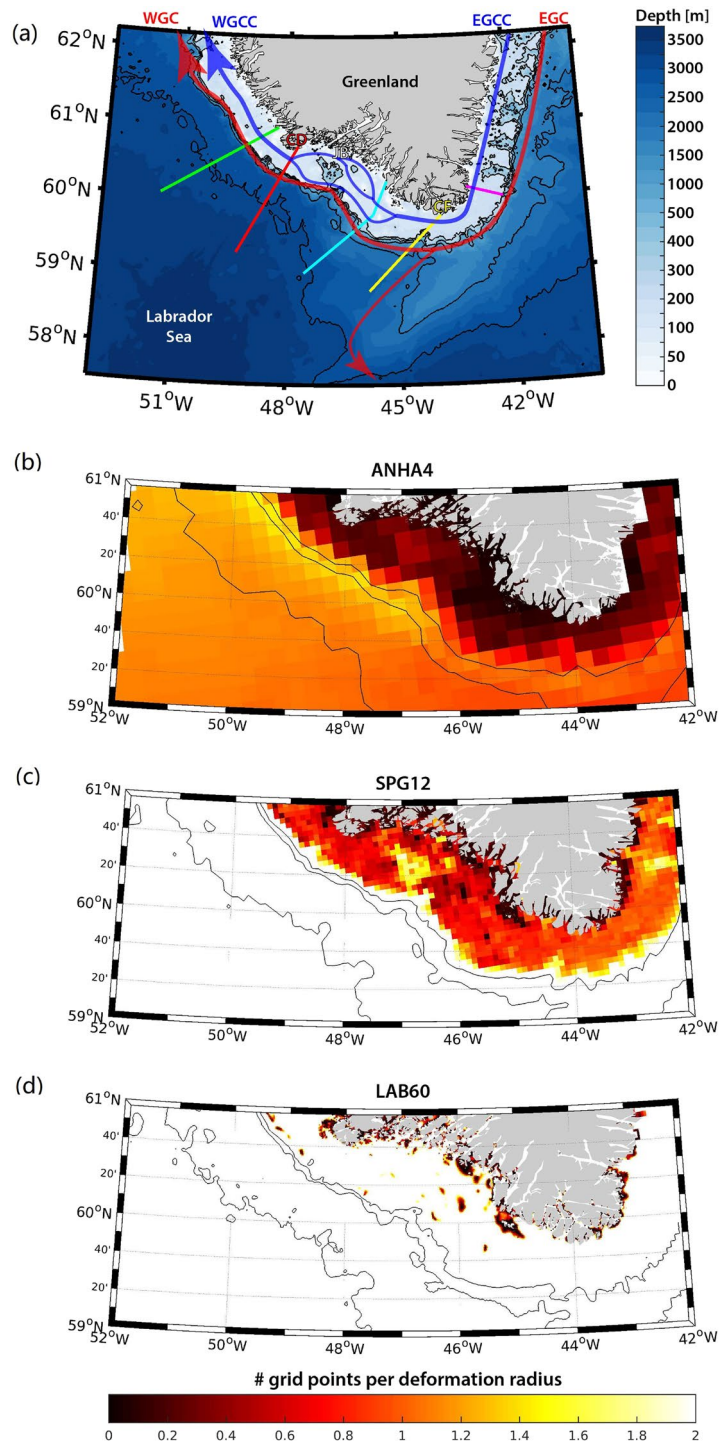 (a)
WGC WGCC EGCC EGC
Depth [m]
62°N
61°N
60°N
59°N
58°N
Greenland
CD
JB
CF
Labrador
Sea
51°W 48°W 45°W 42°W
3500
3000
2500
2000
1500
1000
700
500
300
200
150
100
50
0
(b)
ANHA4
61°N
40'
20'
60°N
40'
20'
59°N
52°W 50°W 48°W 46°W 44°W 42°W
(c)
SPG12
61°N
40'
20'
60°N
40'
20'
59°N
52°W 50°W 48°W 46°W 44°W 42°W
(d)
LAB60
61°N
40'
20'
60°N
40'
20'
59°N
52°W 50°W 48°W 46°W 44°W 42°W
# grid points per deformation radius
0 0.2 0.4 0.6 0.8 1 1.2 1.4 1.6 1.8 2